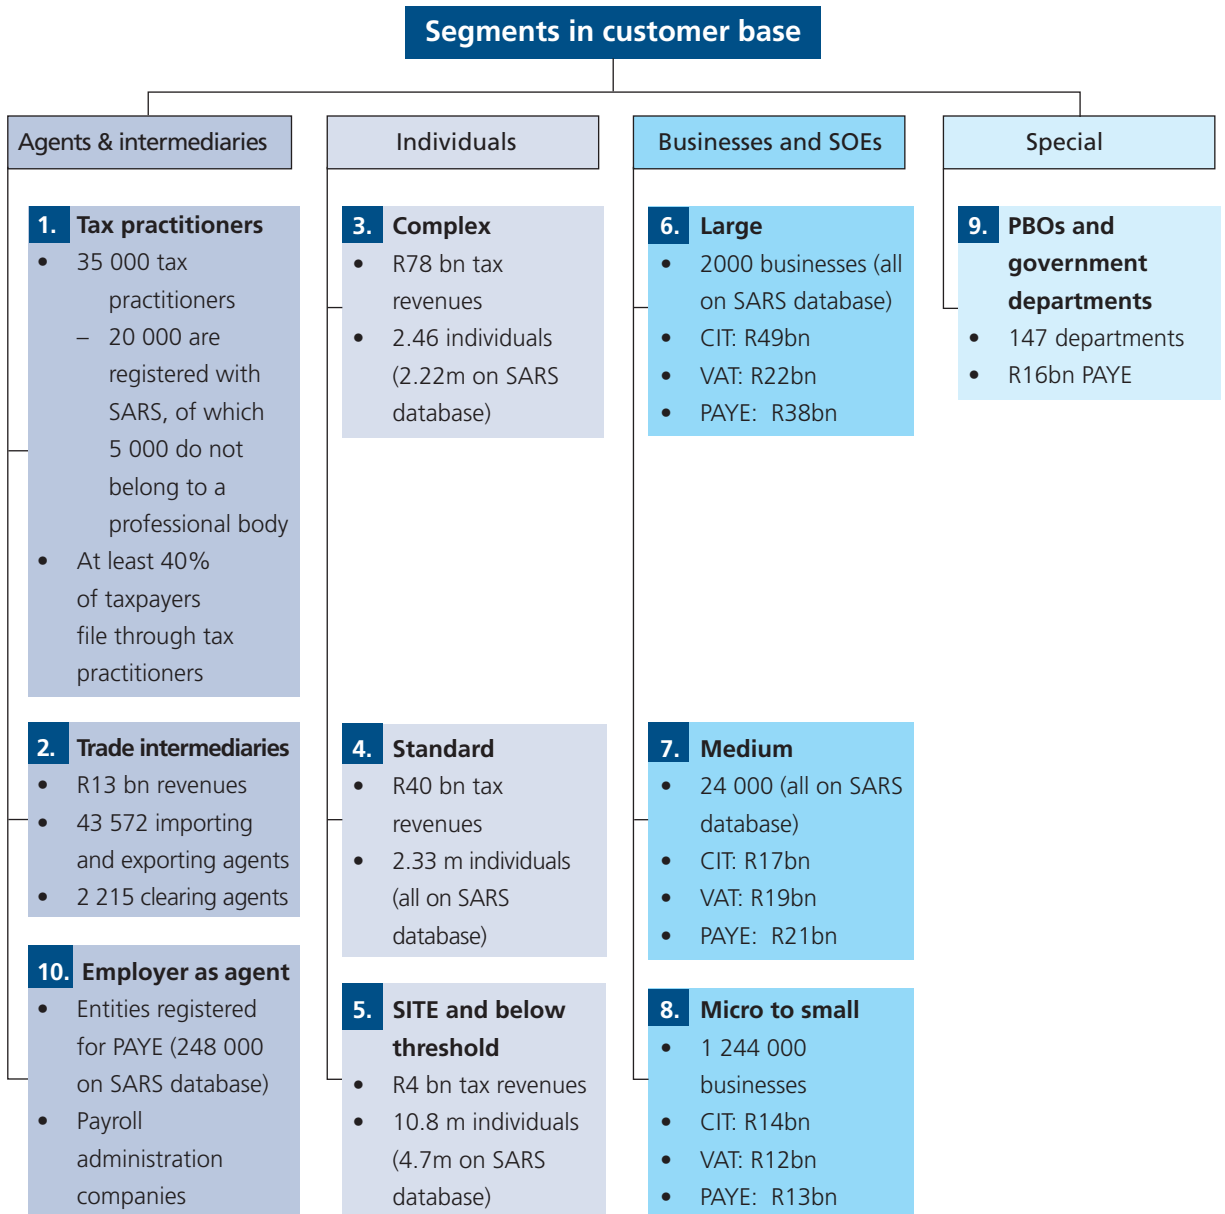 Segments in customer base
Agents & intermediaries
1. Tax practitioners
• 35 000 tax
practitioners
– 20 000 are
registered with
SARS, of which
5 000 do not
belong to a
professional body
• At least 40%
of taxpayers
file through tax
practitioners
2. Trade intermediaries
• R13 bn revenues
• 43 572 importing
and exporting agents
• 2 215 clearing agents
10. Employer as agent
• Entities registered
for PAYE (248 000
on SARS database)
• Payroll
administration
companies
Individuals
3. Complex
• R78 bn tax
revenues
• 2.46 individuals
(2.22m on SARS
database)
4. Standard
• R40 bn tax
revenues
• 2.33 m individuals
(all on SARS
database)
5. SITE and below
threshold
• R4 bn tax revenues
• 10.8 m individuals
(4.7m on SARS
database)
Businesses and SOEs
6. Large
• 2000 businesses (all
on SARS database)
• CIT: R49bn
• VAT: R22bn
• PAYE: R38bn
7. Medium
• 24 000 (all on SARS
database)
• CIT: R17bn
• VAT: R19bn
• PAYE: R21bn
8. Micro to small
• 1 244 000
businesses
• CIT: R14bn
• VAT: R12bn
• PAYE: R13bn
Special
9. PBOs and
government
departments
• 147 departments
• R16bn PAYE